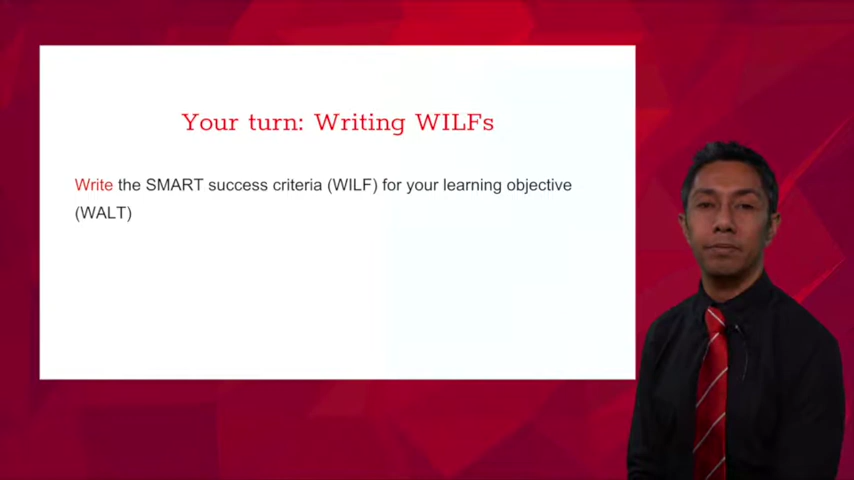 Your turn: Writing WILFs
Write the SMART success criteria (WILF) for your learning objective
(WALT)